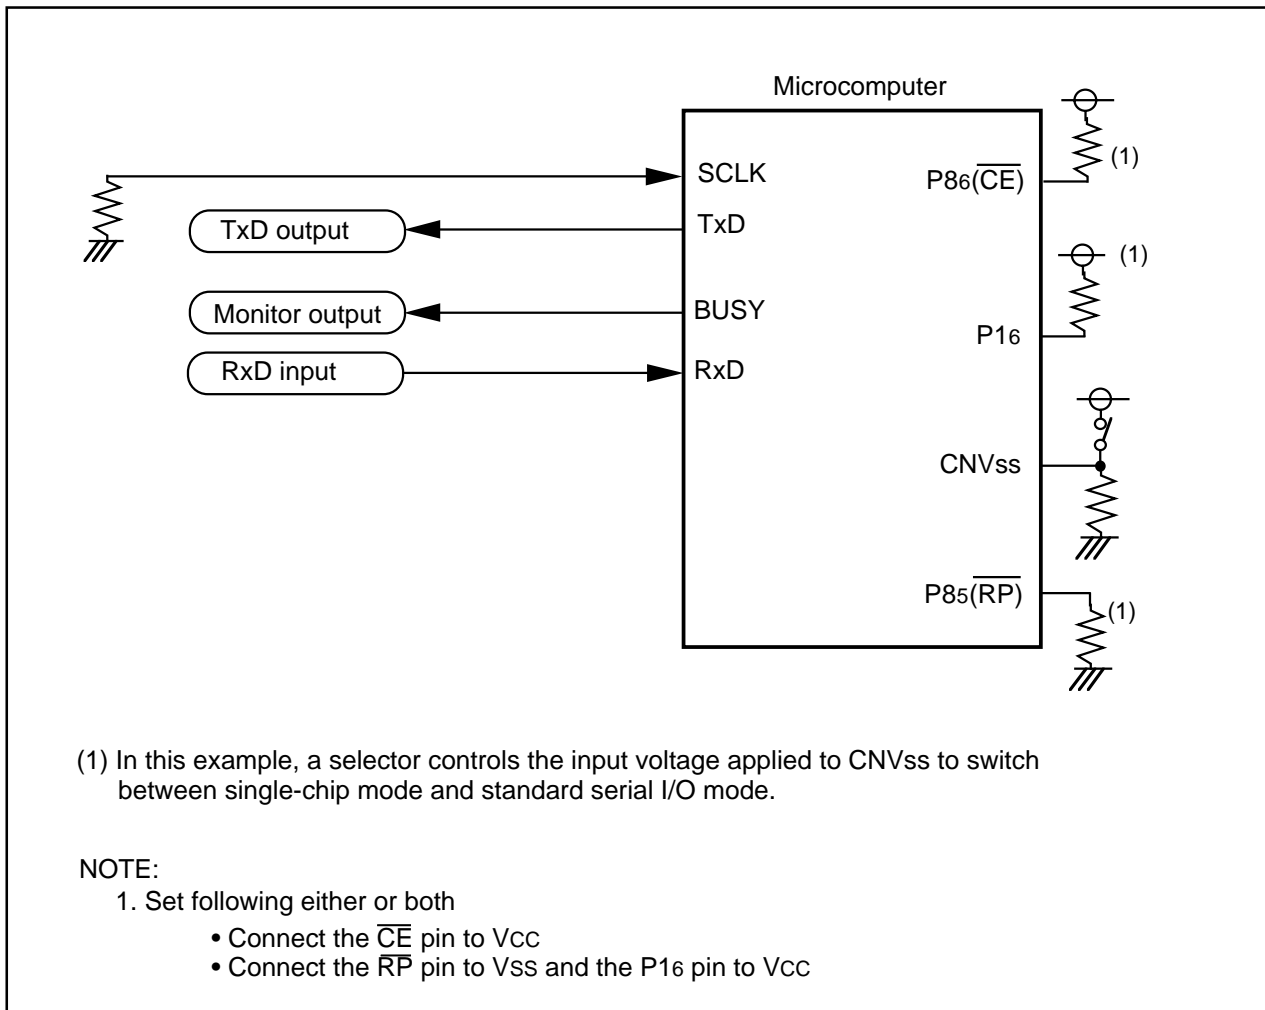 Microcomputer
SCLK
P86(CE)
(1)
TxD output
TxD
(1)
Monitor output
BUSY
P16
RxD input
RxD
CNVss
P85(RP)
(1)
(1) In this example, a selector controls the input voltage applied to CNVss to switch
between single-chip mode and standard serial I/O mode.
NOTE:
1. Set following either or both
• Connect the CE pin to VCC
• Connect the RP pin to VSS and the P16 pin to VCC